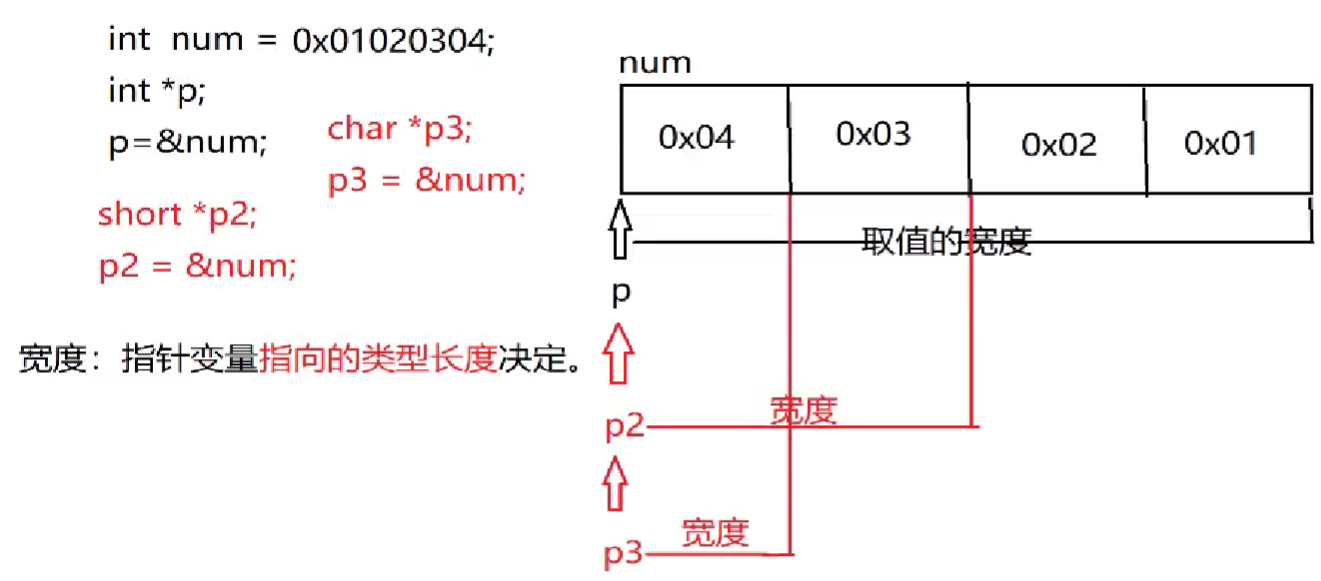 int num = 0x01020304;
int *p;
p=&num;
char *p3;
p3 = &num;
short *p2;
p2 = &num;
宽度：指针变量指向的类型长度决定。
num
0x04 0x03 0x02 0x01
取值的宽度
p
宽度
p2
宽度
p3